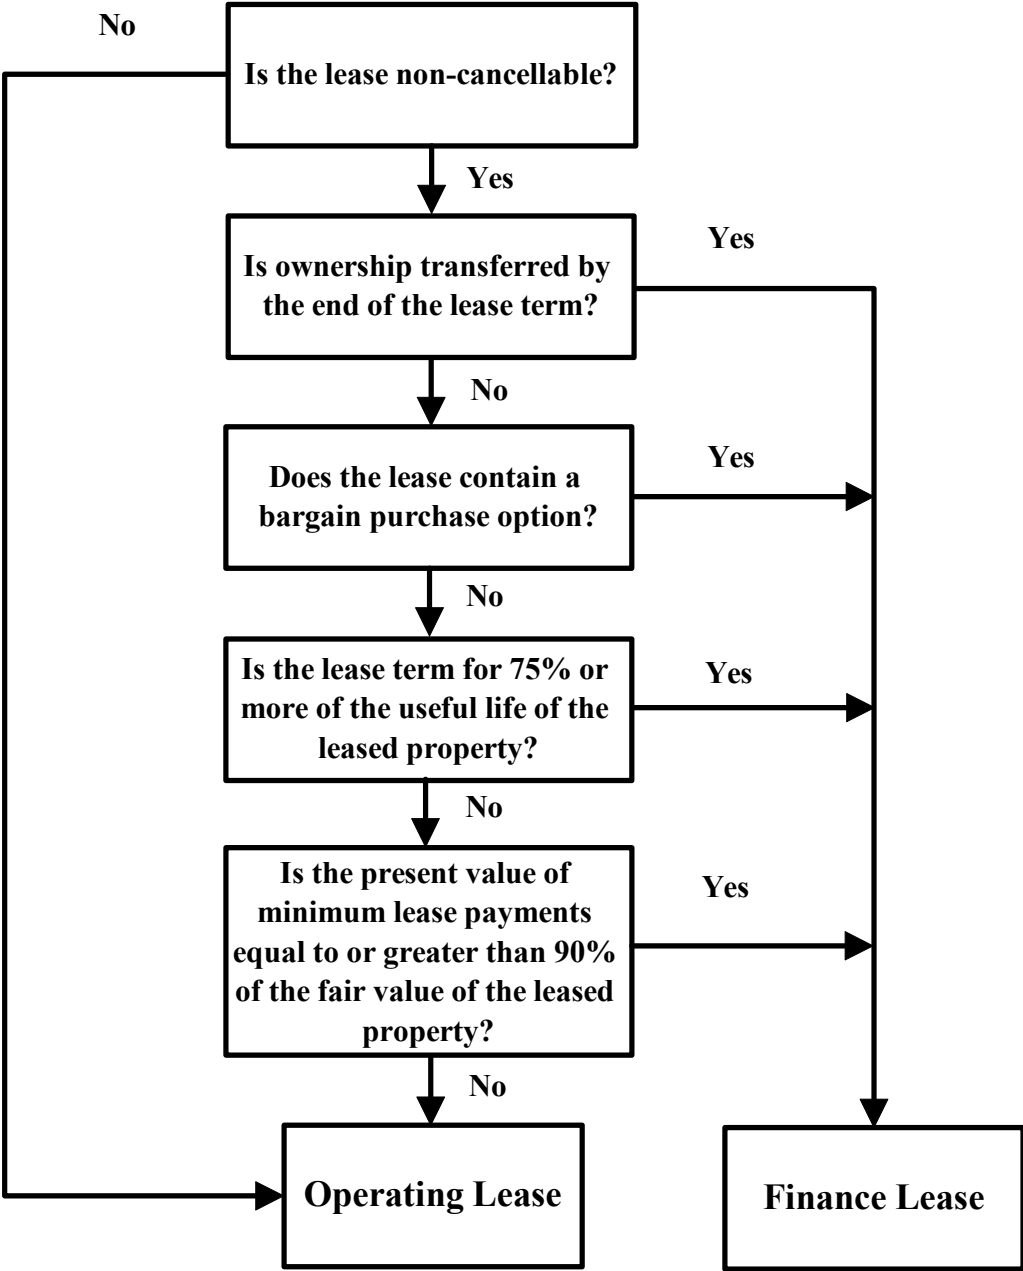 No
Is the lease non-cancellable?
Yes
Is ownership transferred by
the end of the lease term?
Yes
No
Does the lease contain a
bargain purchase option?
Yes
No
Is the lease term for 75% or
more of the useful life of the
leased property?
Yes
No
Is the present value of
minimum lease payments
equal to or greater than 90%
of the fair value of the leased
property?
Yes
No
Operating Lease
Finance Lease